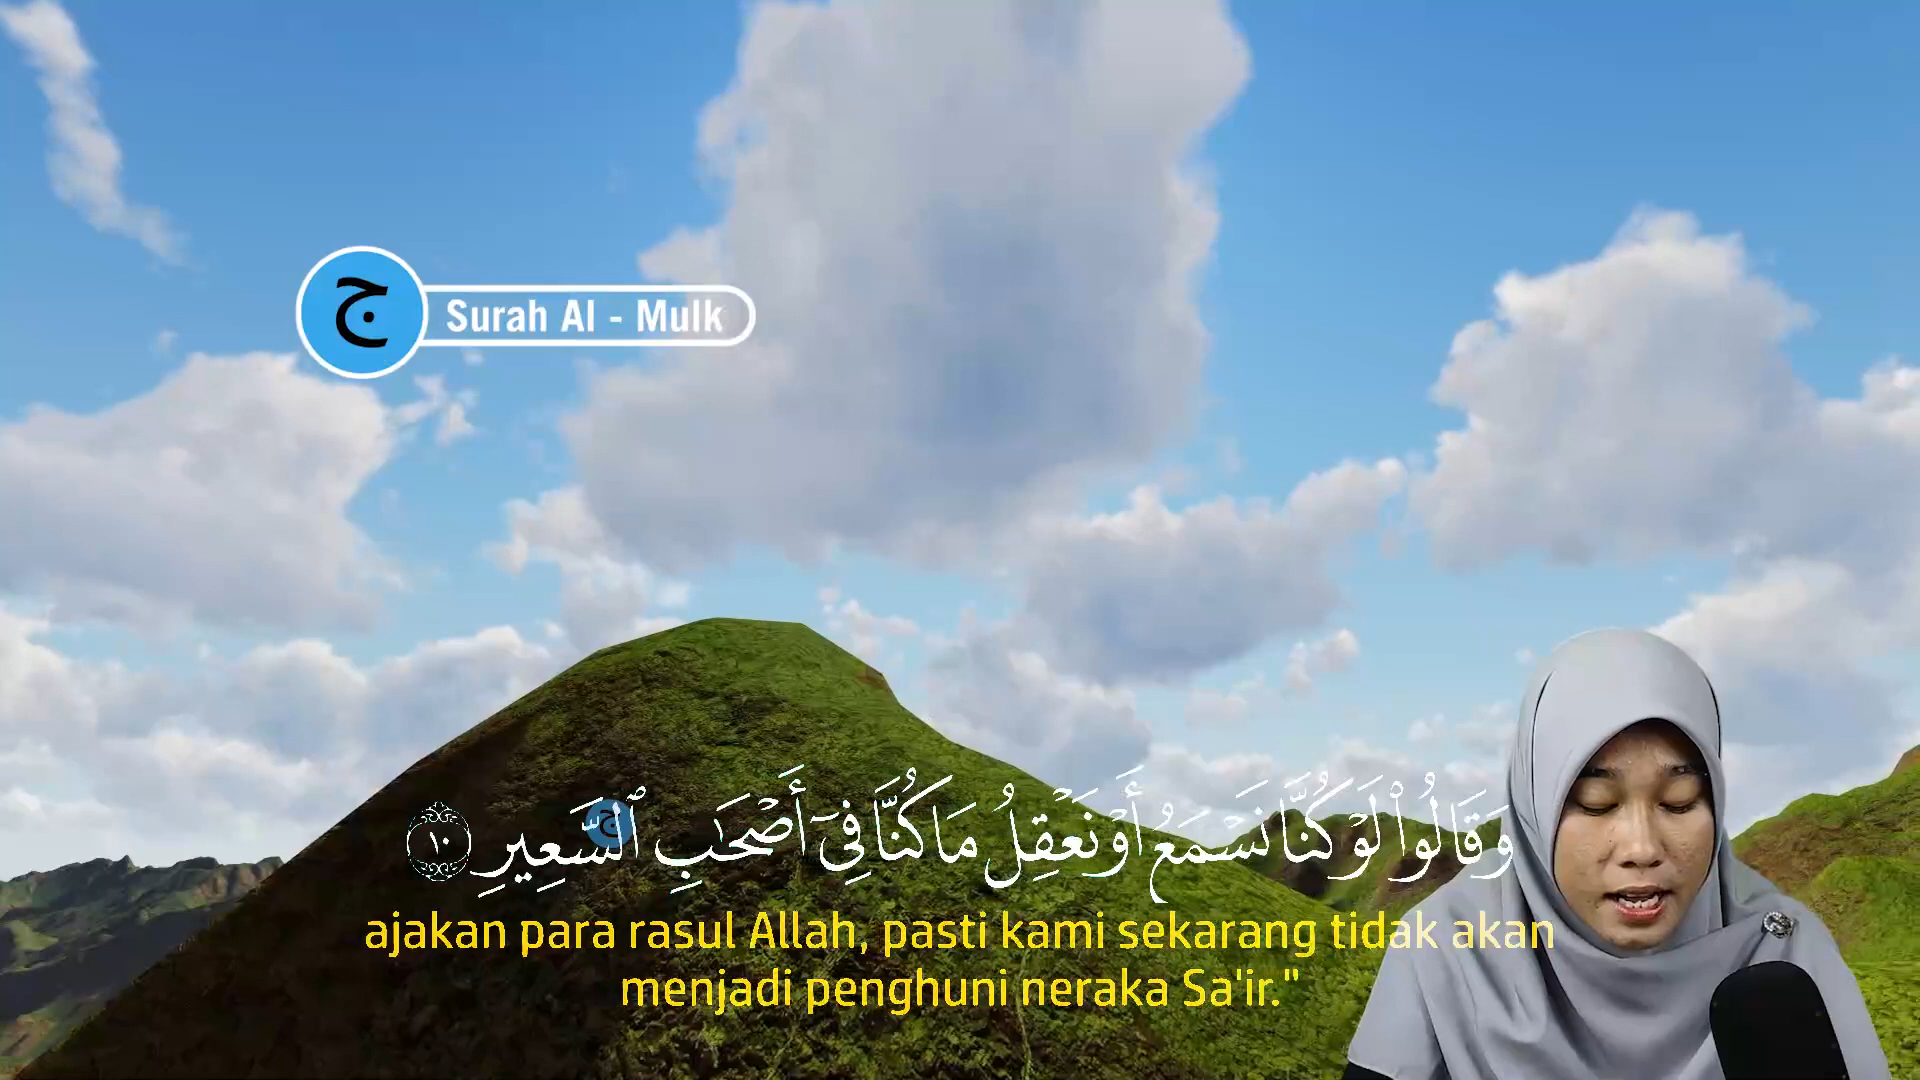 ج
Surah Al - Mulk
وَقَالُوا۟ لَوْ كُنَّا نَسْمَعُ أَوْ نَعْقِلُ مَا كُنَّا فِىٓ أَصْحَـٰبِ ٱلسَّعِيرِ ١٠
ج
ajakan para rasul Allah, pasti kami sekarang tidak akan
menjadi penghuni neraka Sa'ir."